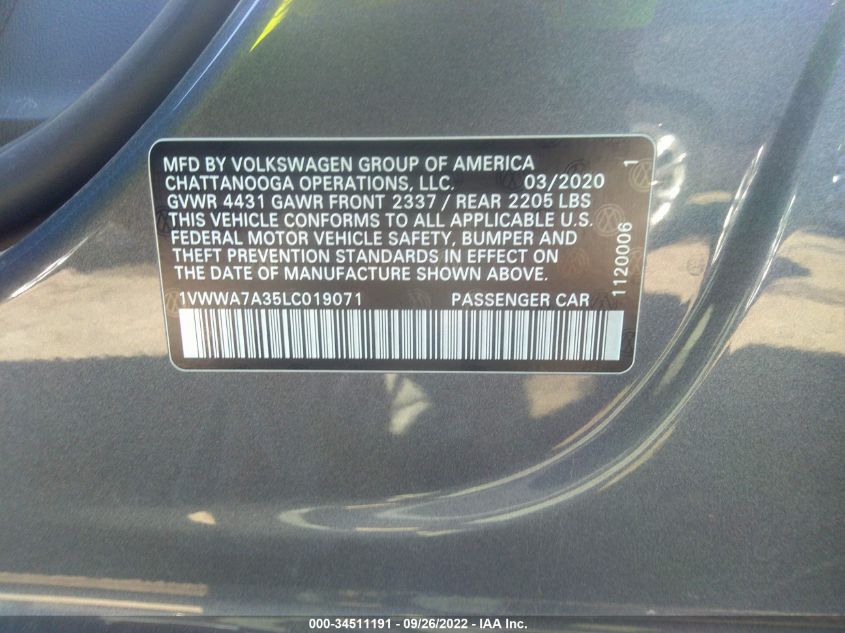 MFD BY VOLKSWAGEN GROUP OF AMERICA
CHATTANOOGA OPERATIONS, LLC. 03/2020
GVWR 4431 GAWR FRONT 2337 / REAR 2205 LBS
THIS VEHICLE CONFORMS TO ALL APPLICABLE U.S.
FEDERAL MOTOR VEHICLE SAFETY, BUMPER AND
THEFT PREVENTION STANDARDS IN EFFECT ON
THE DATE OF MANUFACTURE SHOWN ABOVE.
1VWWA7A35LC019071 PASSENGER CAR
1120006 1
000-34511191 - 09/26/2022 - IAA Inc.